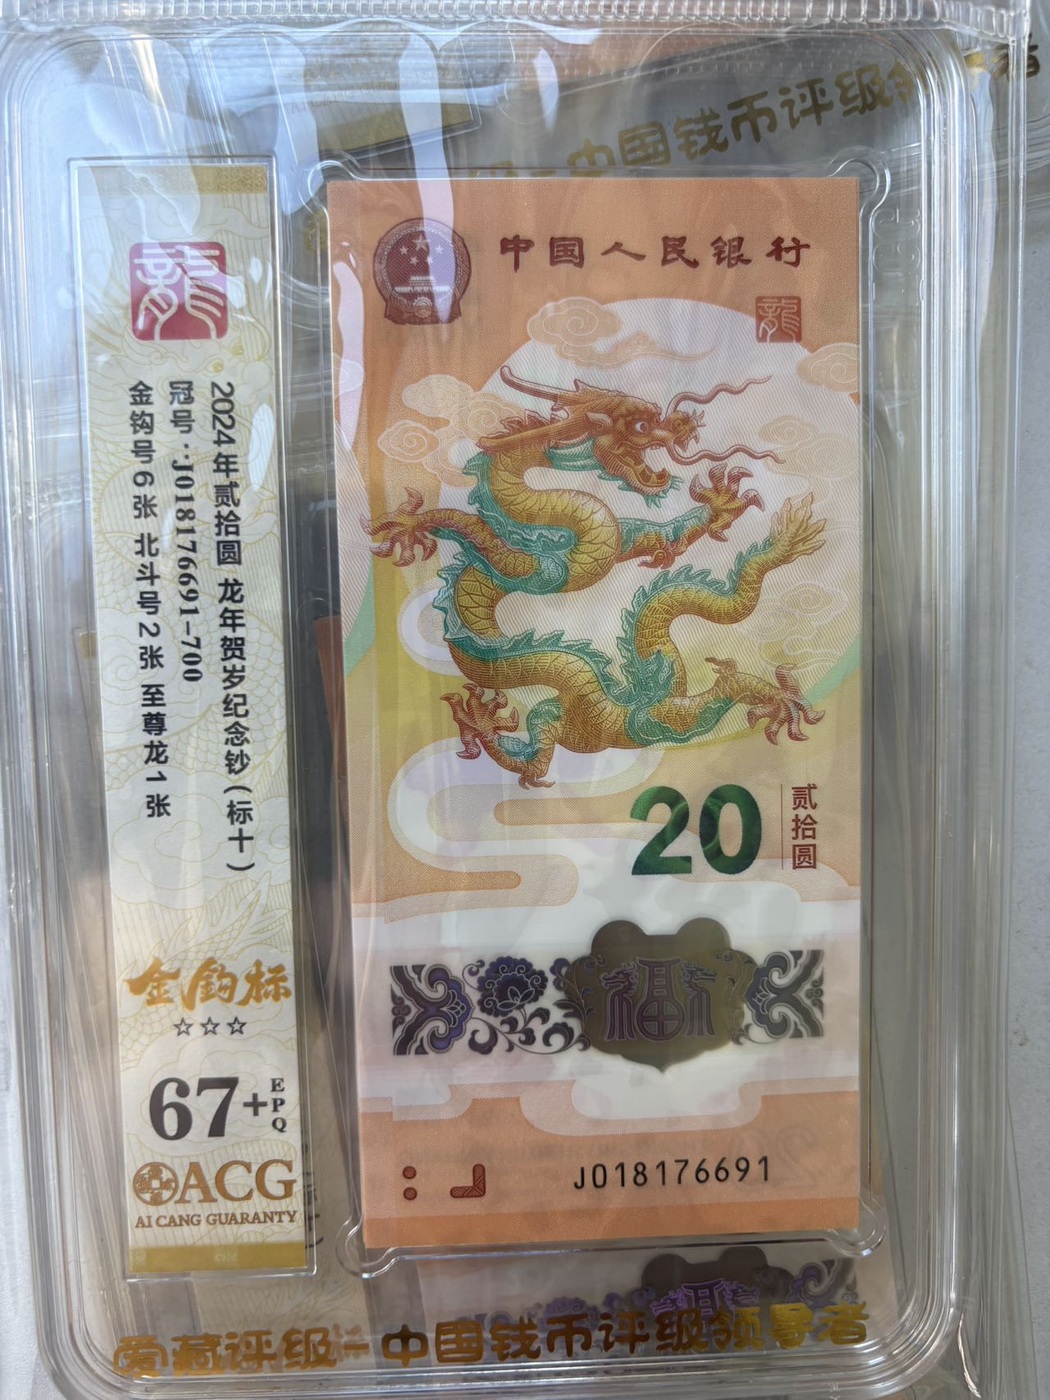 中国钱币评级
龍
2024年贰拾圆 龙年贺岁纪念钞(标十)
冠号:J018176691-700
金钩号6张 北斗号2张 至尊龙1张
金钩标
☆☆☆
67+EPQ
ACG
AI CANG GUARANTY
中国人民银行
龍
20
贰拾圆
福
J018176691
爱藏评级-中国钱币评级领导者